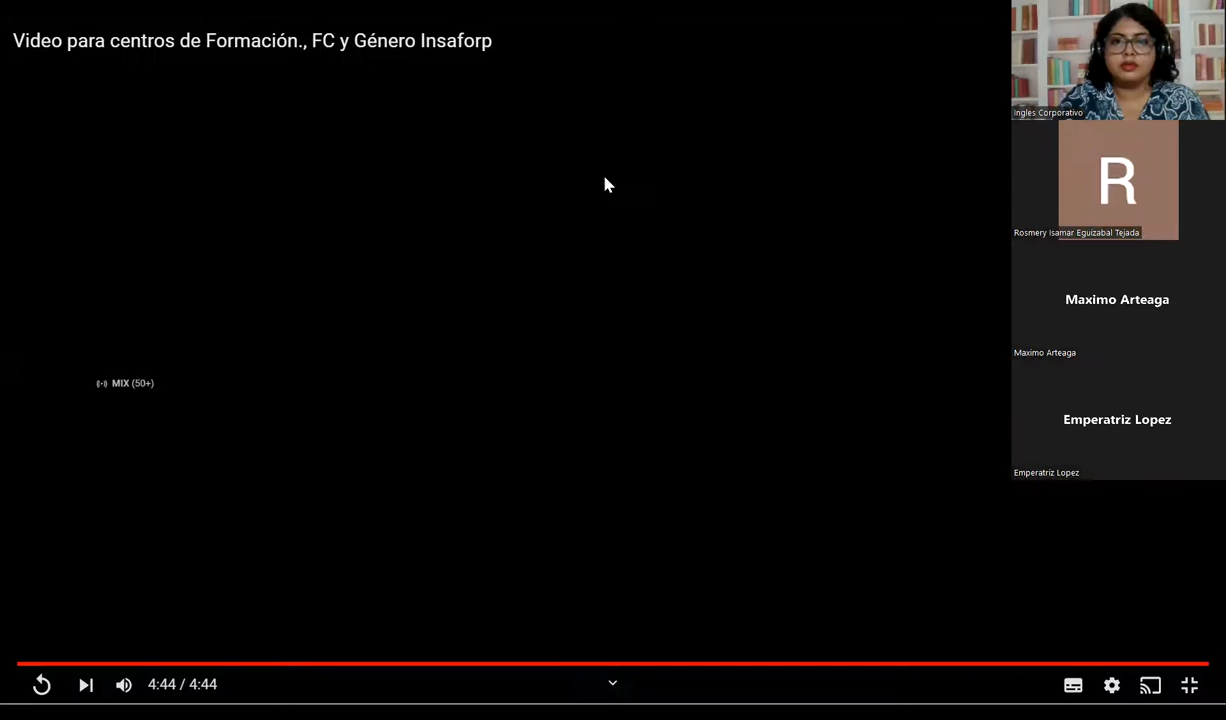 Video para centros de Formación., FC y Género Insaforp
Ingles Corporativo
R
Rosmery Isamar Eguizabal Tejada
Maximo Arteaga
Maximo Arteaga
MIX (50+)
Emperatriz Lopez
Emperatriz Lopez
4:44 / 4:44